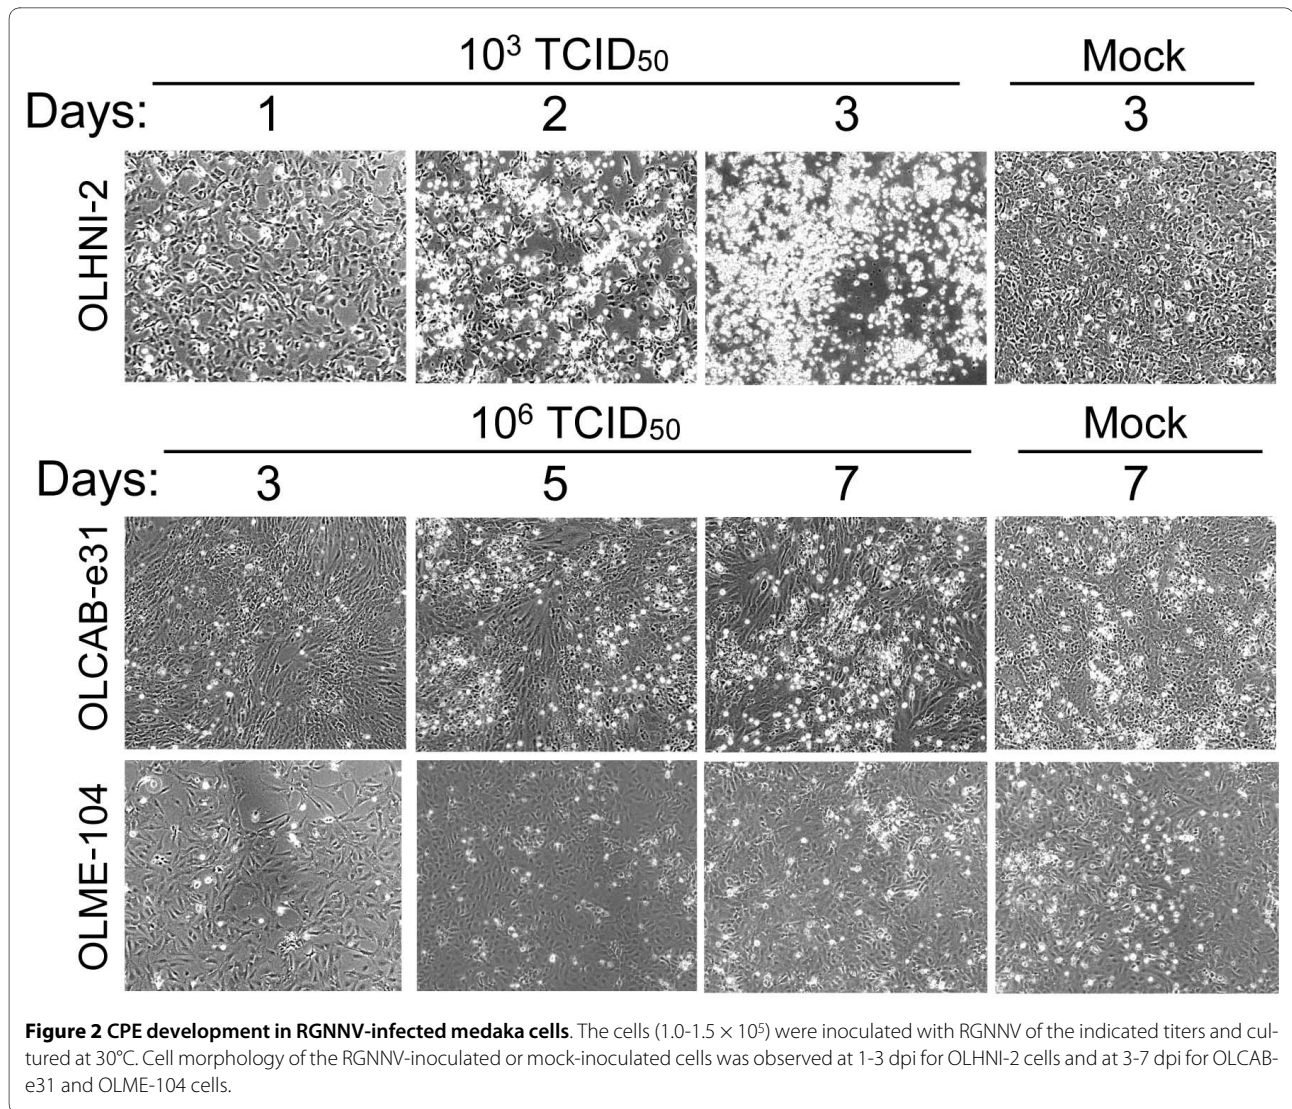 10³ TCID₅₀ Mock
Days: 1 2 3 3
OLHNI-2
10⁶ TCID₅₀ Mock
Days: 3 5 7 7
OLCAB-e31
OLME-104
Figure 2 CPE development in RGNNV-infected medaka cells. The cells (1.0-1.5 × 10⁵) were inoculated with RGNNV of the indicated titers and cul-
tured at 30°C. Cell morphology of the RGNNV-inoculated or mock-inoculated cells was observed at 1-3 dpi for OLHNI-2 cells and at 3-7 dpi for OLCAB-
e31 and OLME-104 cells.